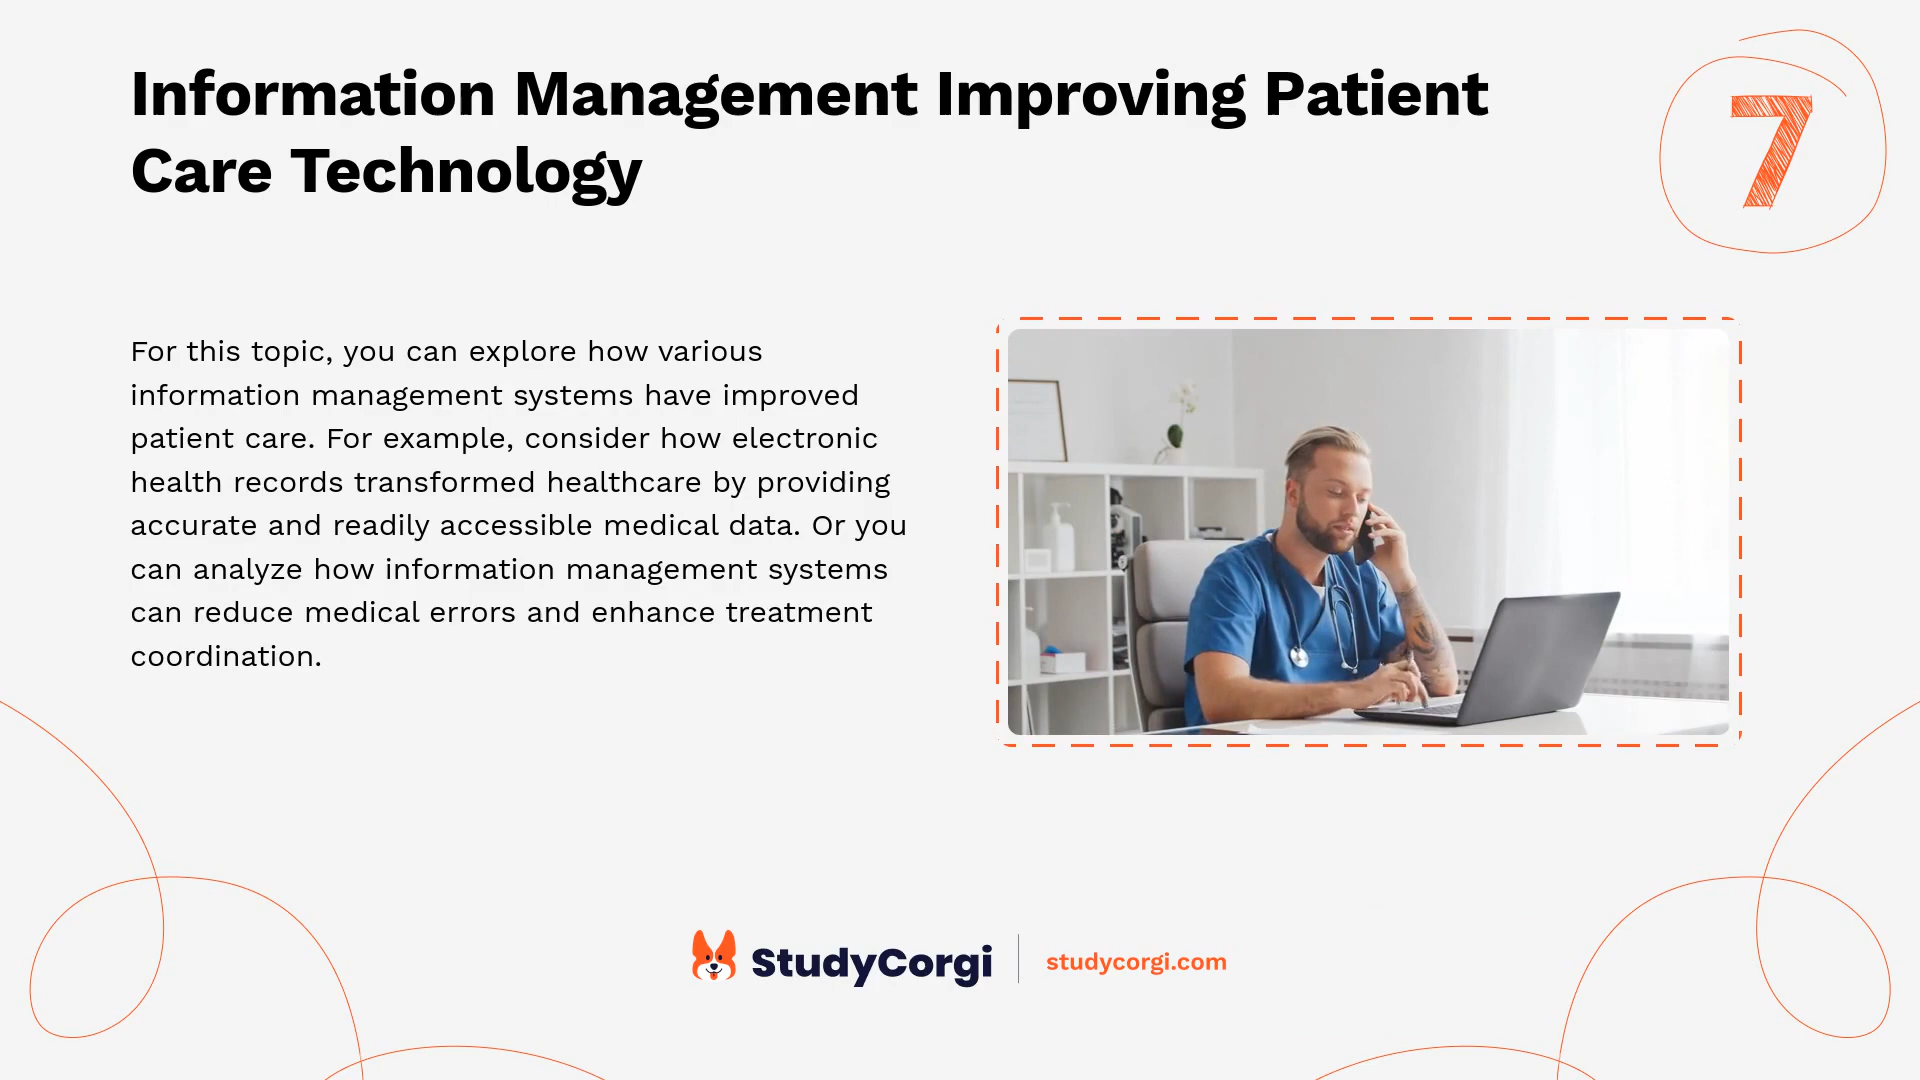 Information Management Improving Patient
Care Technology
7
For this topic, you can explore how various
information management systems have improved
patient care. For example, consider how electronic
health records transformed healthcare by providing
accurate and readily accessible medical data. Or you
can analyze how information management systems
can reduce medical errors and enhance treatment
coordination.
StudyCorgi
studycorgi.com